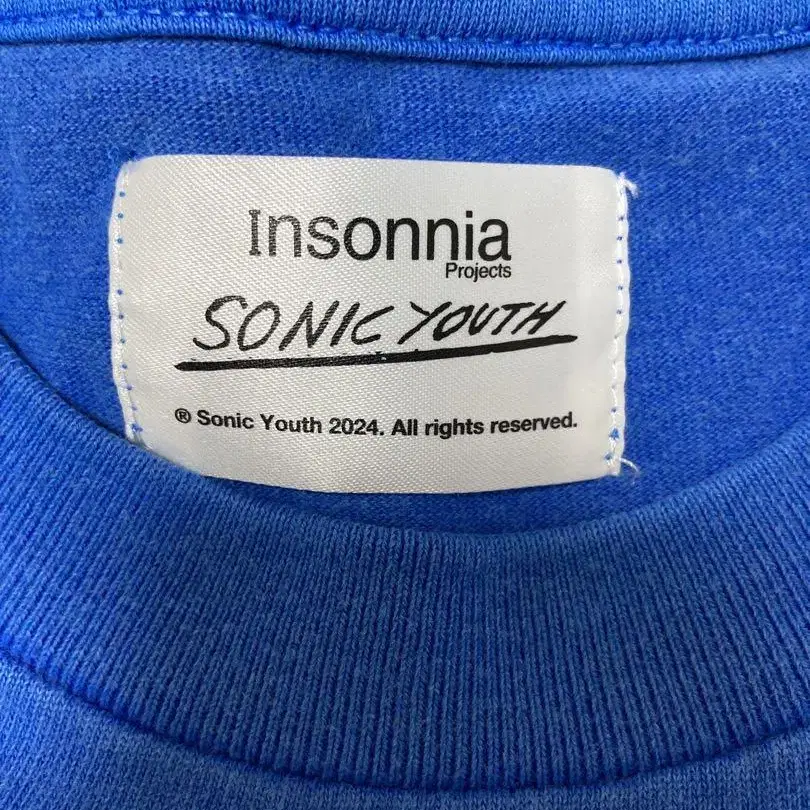 Insonnia
Projects
SONIC YOUTH
® Sonic Youth 2024. All rights reserved.